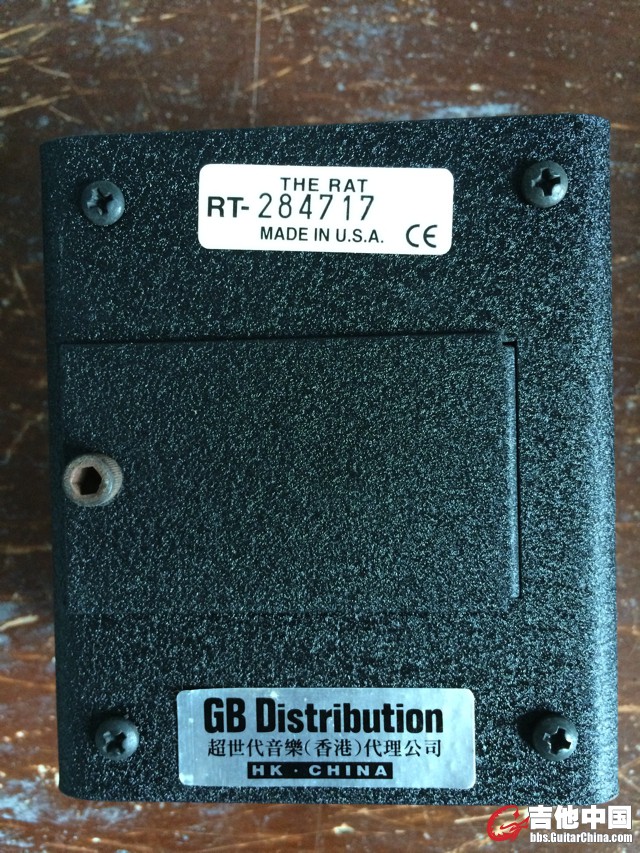 THE RAT
RT-284717
MADE IN U.S.A. CE
GB Distribution
超世代音樂(香港)代理公司
HK · CHINA
吉他中国
bbs.GuitarChina.com